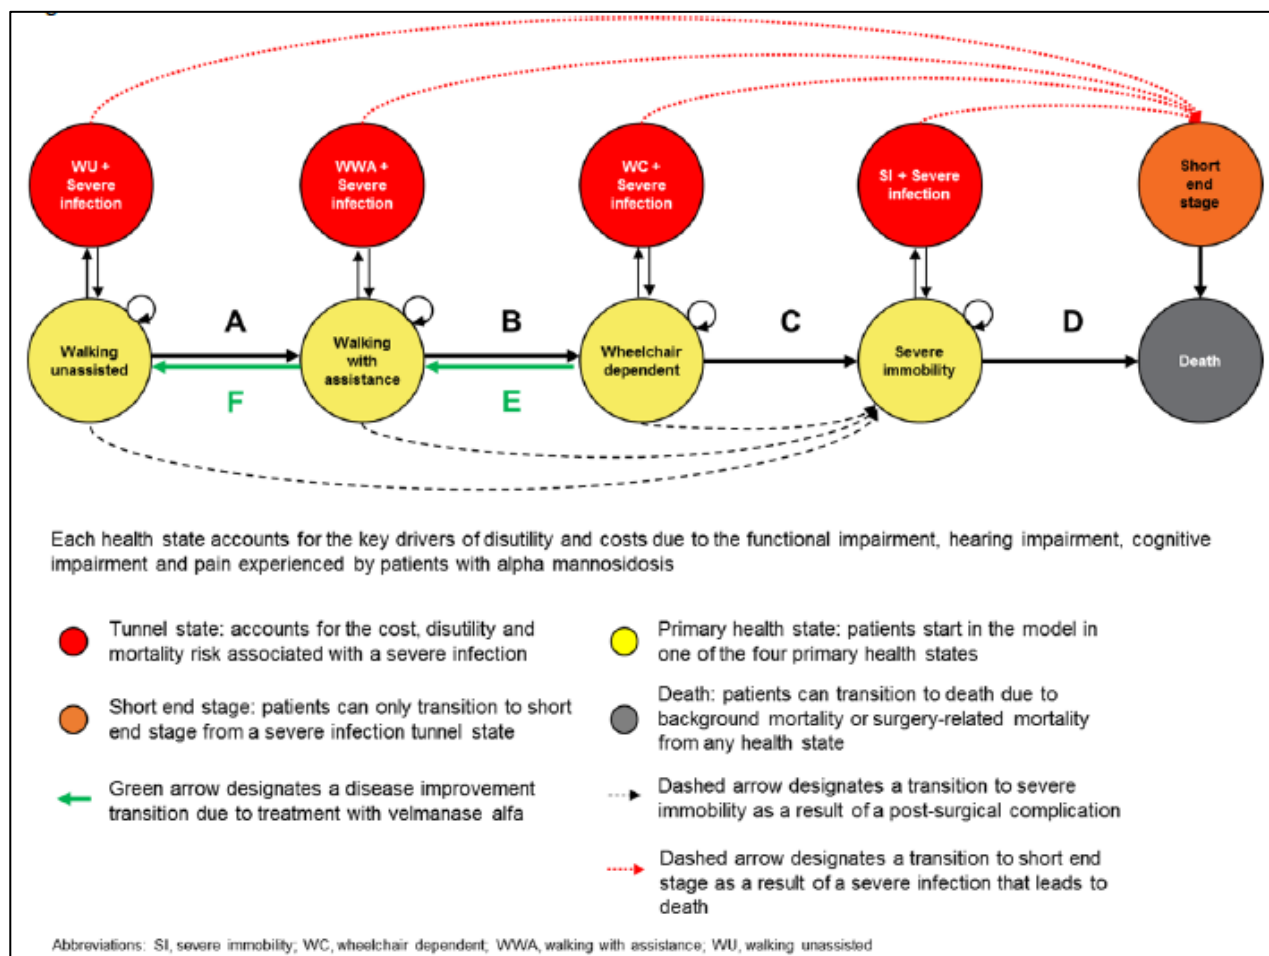 WU +
Severe
infection
WWA +
Severe
infection
WC +
Severe
infection
SI + Severe
infection
Short
end
stage
A
B
C
D
Walking
unassisted
Walking
with
assistance
Wheelchair
dependent
Severe
immobility
Death
F
E
Each health state accounts for the key drivers of disutility and costs due to the functional impairment, hearing impairment, cognitive
impairment and pain experienced by patients with alpha mannosidosis
Tunnel state: accounts for the cost, disutility and
mortality risk associated with a severe infection
Primary health state: patients start in the model in
one of the four primary health states
Short end stage: patients can only transition to short
end stage from a severe infection tunnel state
Death: patients can transition to death due to
background mortality or surgery-related mortality
from any health state
Green arrow designates a disease improvement
transition due to treatment with velmanase alfa
Dashed arrow designates a transition to severe
immobility as a result of a post-surgical complication
Dashed arrow designates a transition to short end
stage as a result of a severe infection that leads to
death
Abbreviations: SI, severe immobility; WC, wheelchair dependent; WWA, walking with assistance; WU, walking unassisted